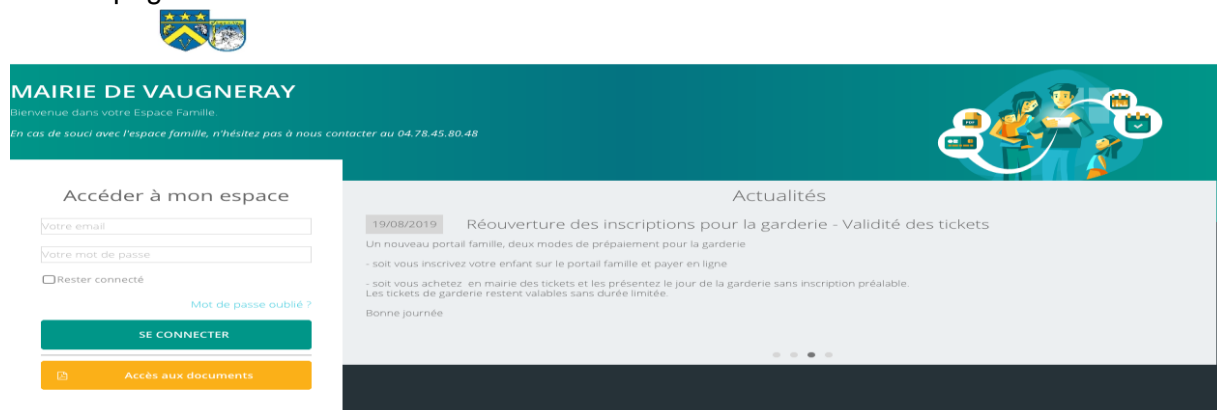 MAIRIE DE VAUGNERAY
Bienvenue dans votre Espace Famille.
En cas de souci avec l'espace famille, n'hésitez pas à nous contacter au 04.78.45.80.48
Accéder à mon espace
Votre email
Votre mot de passe
Rester connecté
Mot de passe oublié ?
SE CONNECTER
Accès aux documents
Actualités
19/08/2019 Réouverture des inscriptions pour la garderie - Validité des tickets
Un nouveau portail famille, deux modes de prépaiement pour la garderie
- soit vous inscrivez votre enfant sur le portail famille et payer en ligne
- soit vous achetez en mairie des tickets et les présentez le jour de la garderie sans inscription préalable.
Les tickets de garderie restent valables sans durée limitée.
Bonne journée